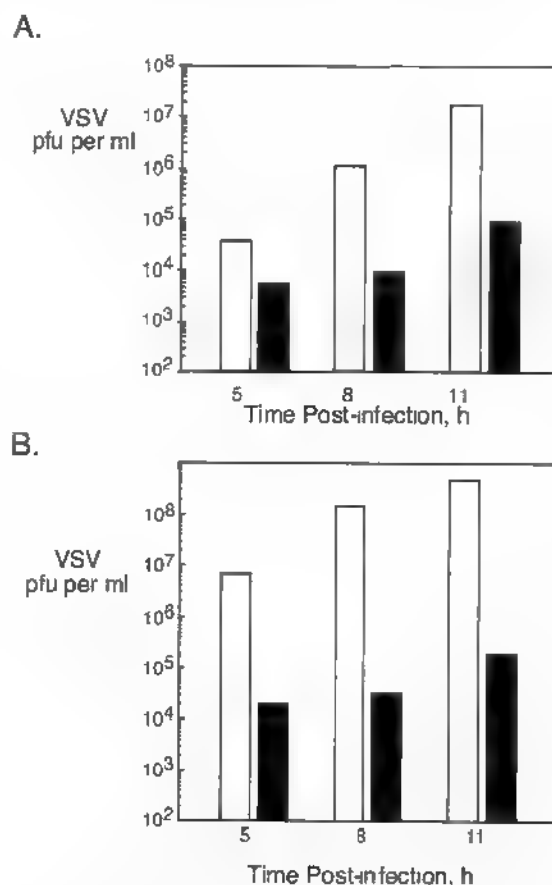 A.
VSV
pfu per ml
10⁸
10⁷
10⁶
10⁵
10⁴
10³
10²
5 8 11
Time Post-infection, h
B.
VSV
pfu per ml
10⁸
10⁷
10⁶
10⁵
10⁴
10³
10²
5 8 11
Time Post-infection, h